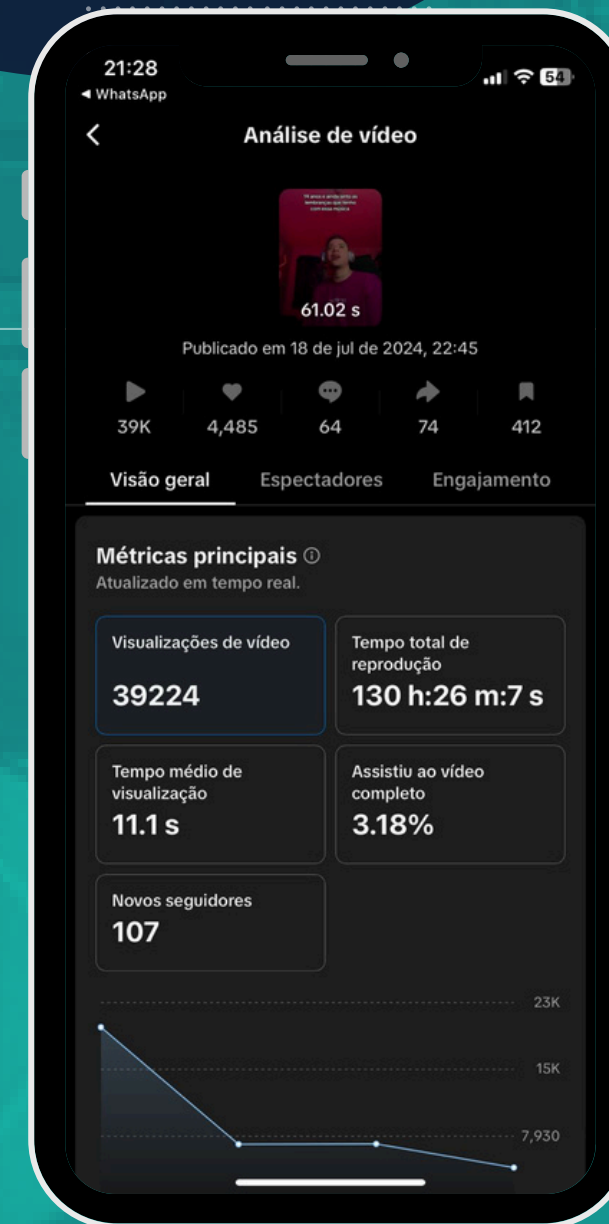 21:28
54
◀ WhatsApp
Análise de vídeo
com essa música
61.02 s
Publicado em 18 de jul de 2024, 22:45
39K 4,485 64 74 412
Visão geral Espectadores Engajamento
Métricas principais
Atualizado em tempo real.
Visualizações de vídeo
39224
Tempo total de
reprodução
130 h:26 m:7 s
Tempo médio de
visualização
11.1 s
Assistiu ao vídeo
completo
3.18%
Novos seguidores
107
23K
15K
7,930